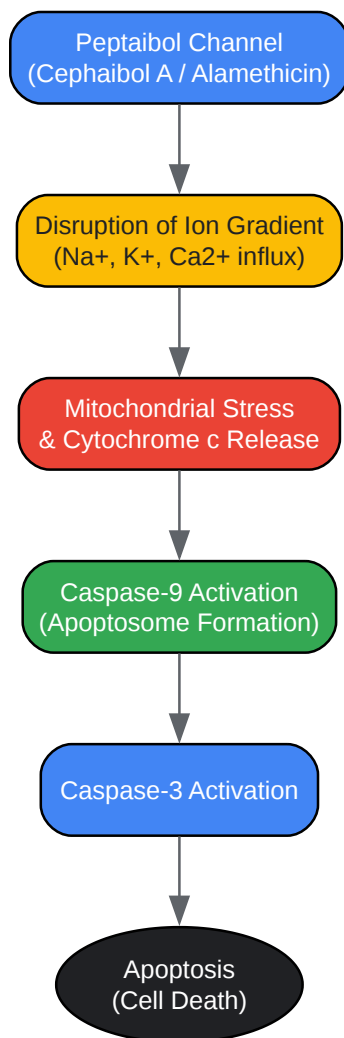 Peptaibol Channel
(Cephaibol A / Alamethicin)
Disruption of Ion Gradient
(Na+, K+, Ca2+ influx)
Mitochondrial Stress
& Cytochrome c Release
Caspase-9 Activation
(Apoptosome Formation)
Caspase-3 Activation
Apoptosis
(Cell Death)